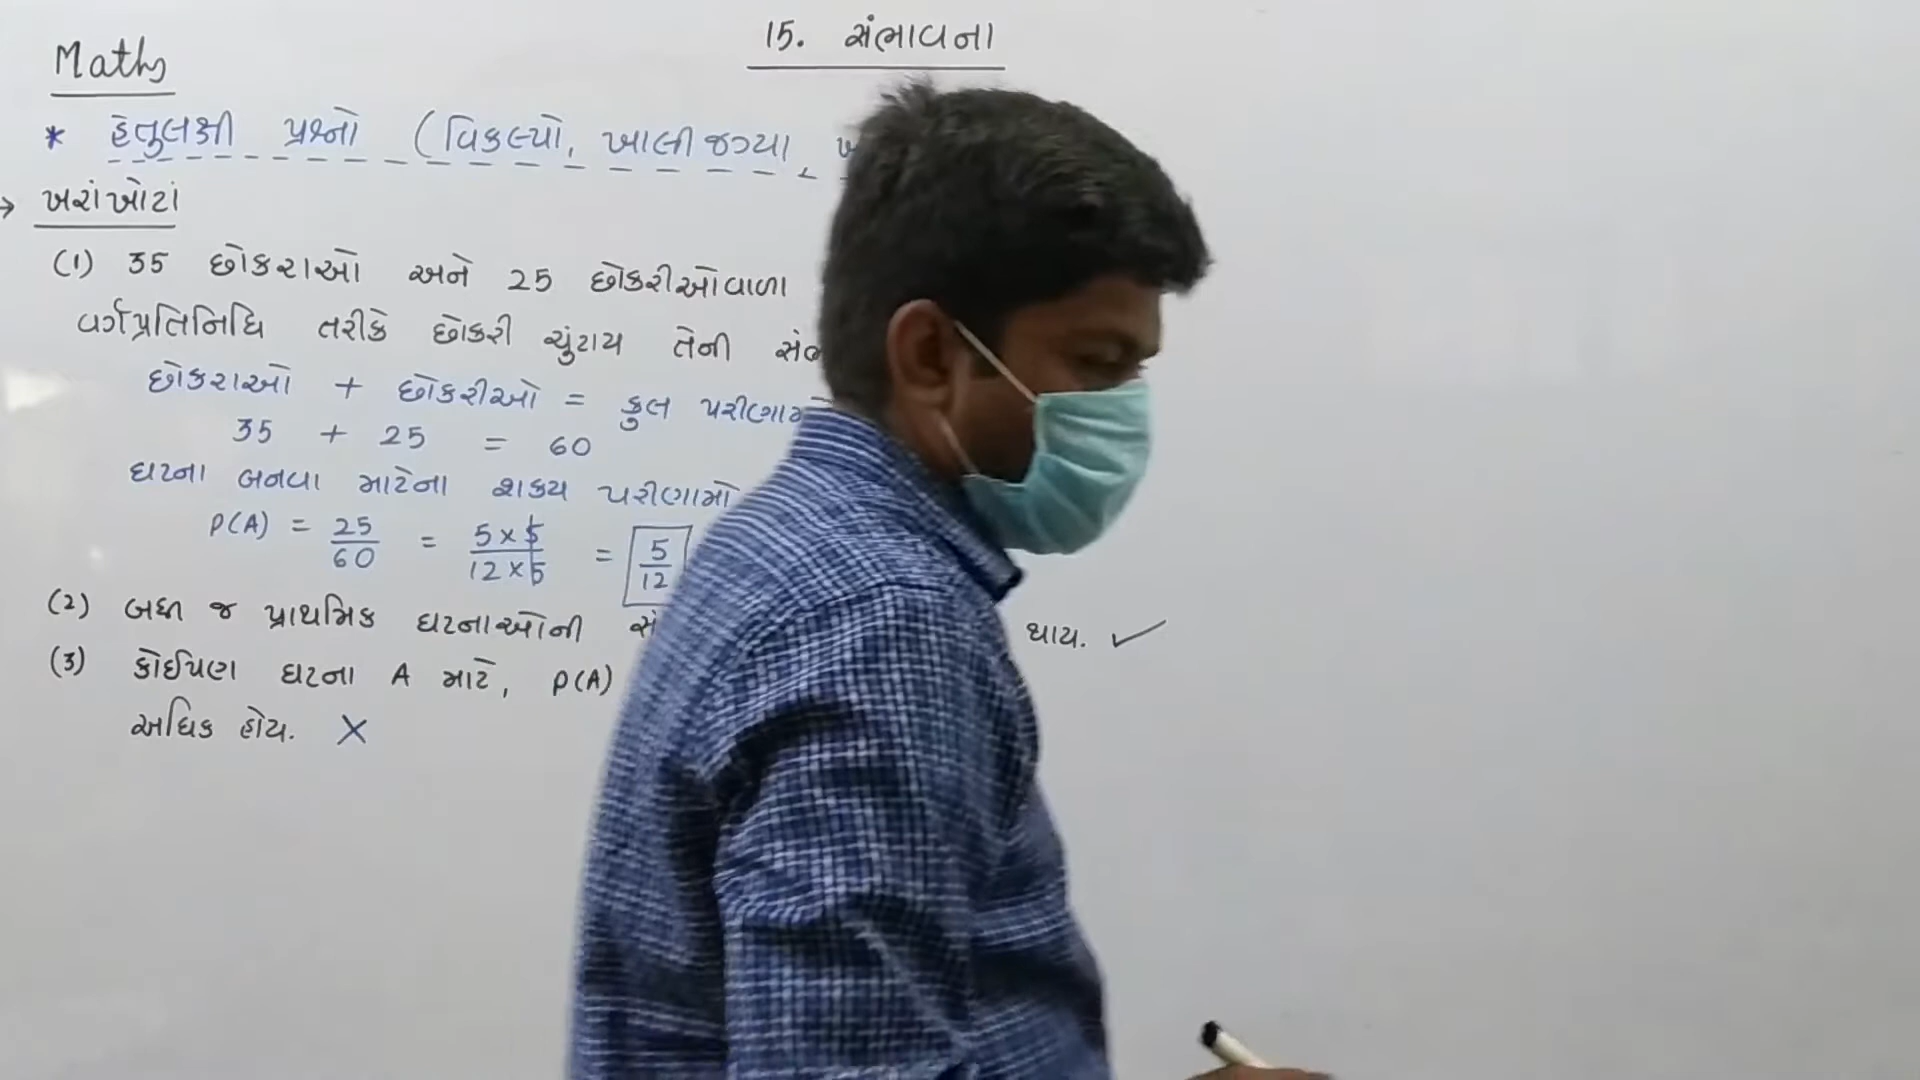 Maths
15. સંભાવના
* હેતુલક્ષી પ્રશ્નો (વિકલ્પો, ખાલી જગ્યા,
→ ખરાંખોટાં
(1) 35 છોકરાઓ અને 25 છોકરીઓવાળા
વર્ગપ્રતિનિધિ તરીકે છોકરી ચુંટાય તેની
છોકરાઓ + છોકરીઓ = કુલ
35 + 25 = 60
ઘટના બનવા માટેના શક્ય પરીણામો
P(A) = 25/60 = 5×5/12×5 = 5/12
(2) બધી જ પ્રાથમિક ઘટનાઓની થાય. ✓
(3) કોઈપણ ઘટના A માટે, P(A)
અધિક હોય. ×